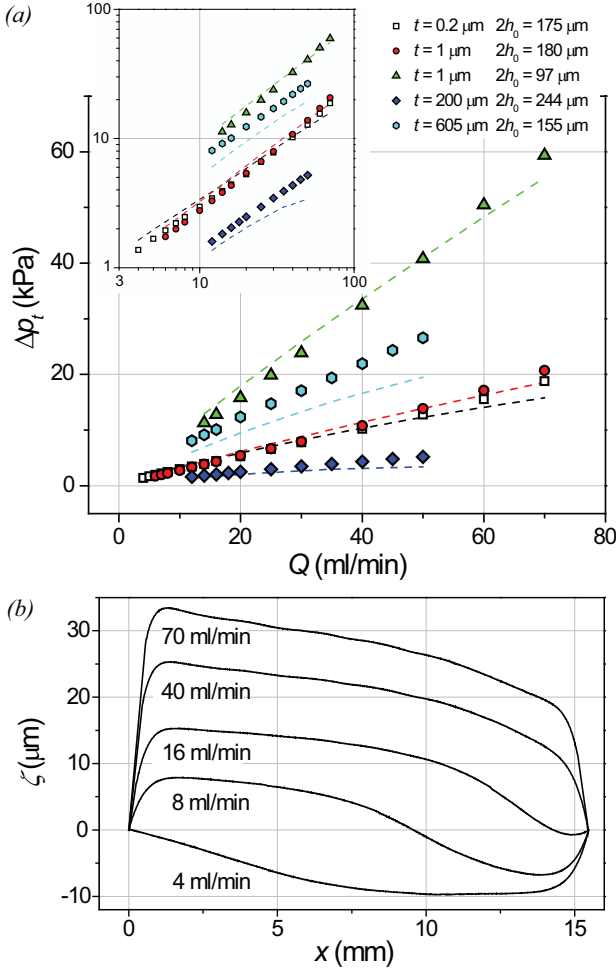 (a)
100
10
1
1
10
100
t = 0.2 μm 2h₀ = 175 μm
t = 1 μm 2h₀ = 180 μm
t = 1 μm 2h₀ = 97 μm
t = 200 μm 2h₀ = 244 μm
t = 605 μm 2h₀ = 155 μm
60
40
20
0
Δpₜ (kPa)
0 20 40 60 80
Q (ml/min)
(b)
30
20
10
0
-10
ζ (μm)
70 ml/min
40 ml/min
16 ml/min
8 ml/min
4 ml/min
0 5 10 15
x (mm)